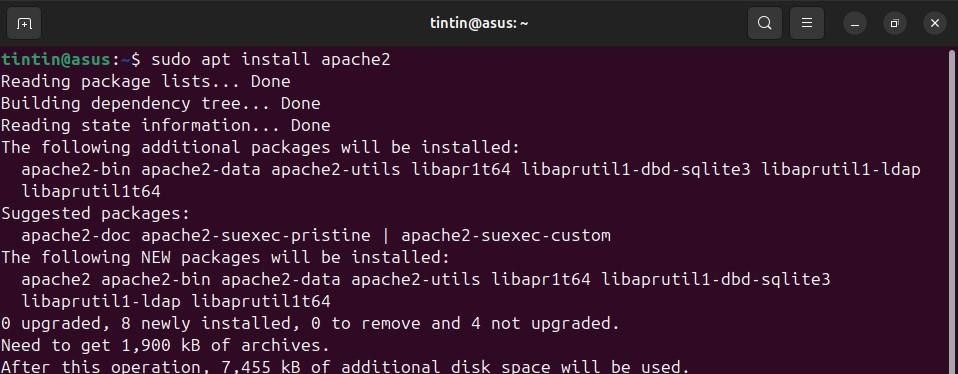 tintin@asus: ~
tintin@asus:~$ sudo apt install apache2
Reading package lists... Done
Building dependency tree... Done
Reading state information... Done
The following additional packages will be installed:
  apache2-bin apache2-data apache2-utils libapr1t64 libaprutil1-dbd-sqlite3 libaprutil1-ldap
  libaprutil1t64
Suggested packages:
  apache2-doc apache2-suexec-pristine | apache2-suexec-custom
The following NEW packages will be installed:
  apache2 apache2-bin apache2-data apache2-utils libapr1t64 libaprutil1-dbd-sqlite3
  libaprutil1-ldap libaprutil1t64
0 upgraded, 8 newly installed, 0 to remove and 4 not upgraded.
Need to get 1,900 kB of archives.
After this operation, 7,455 kB of additional disk space will be used.